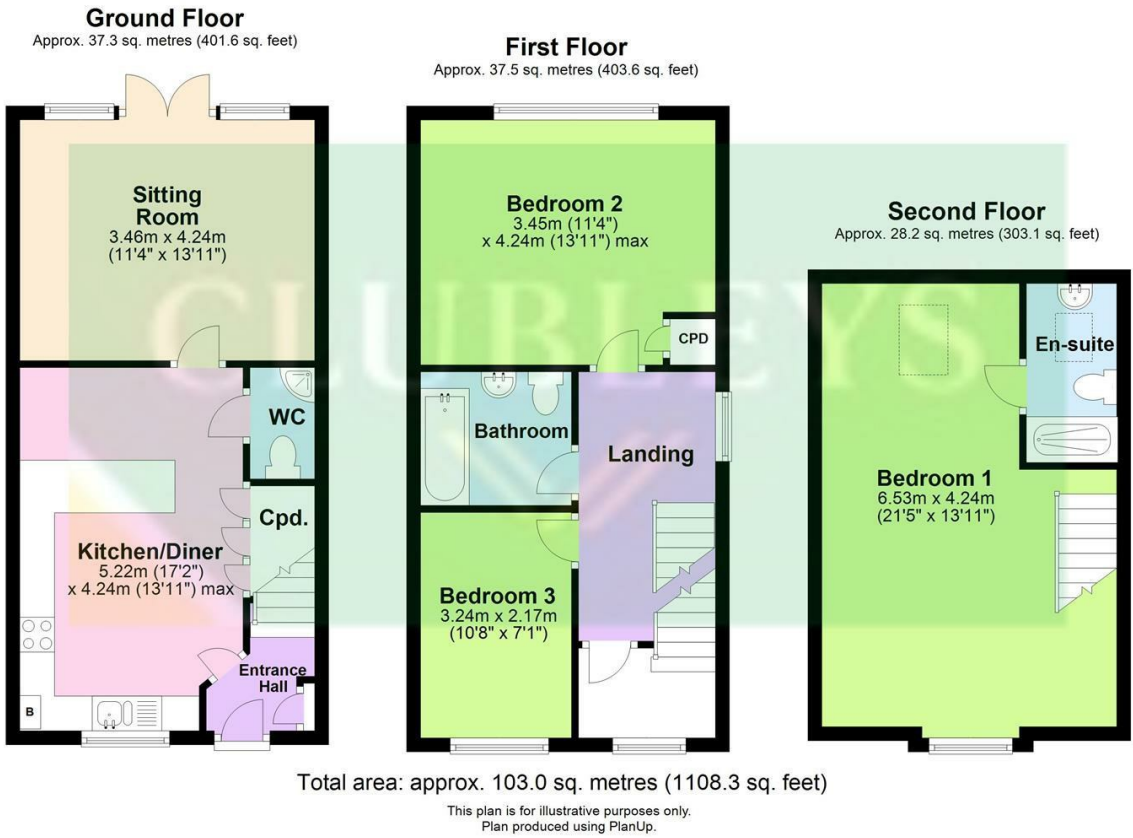 Ground Floor
Approx. 37.3 sq. metres (401.6 sq. feet)
Sitting
Room
3.46m x 4.24m
(11'4" x 13'11")
WC
Cpd.
Kitchen/Diner
5.22m (17'2")
x 4.24m (13'11") max
Entrance
Hall
B
First Floor
Approx. 37.5 sq. metres (403.6 sq. feet)
Bedroom 2
3.45m (11'4")
x 4.24m (13'11") max
CPD
Bathroom
Landing
Bedroom 3
3.24m x 2.17m
(10'8" x 7'1")
Second Floor
Approx. 28.2 sq. metres (303.1 sq. feet)
En-suite
Bedroom 1
6.53m x 4.24m
(21'5" x 13'11")
CLUBLEYS
Total area: approx. 103.0 sq. metres (1108.3 sq. feet)
This plan is for illustrative purposes only.
Plan produced using PlanUp.